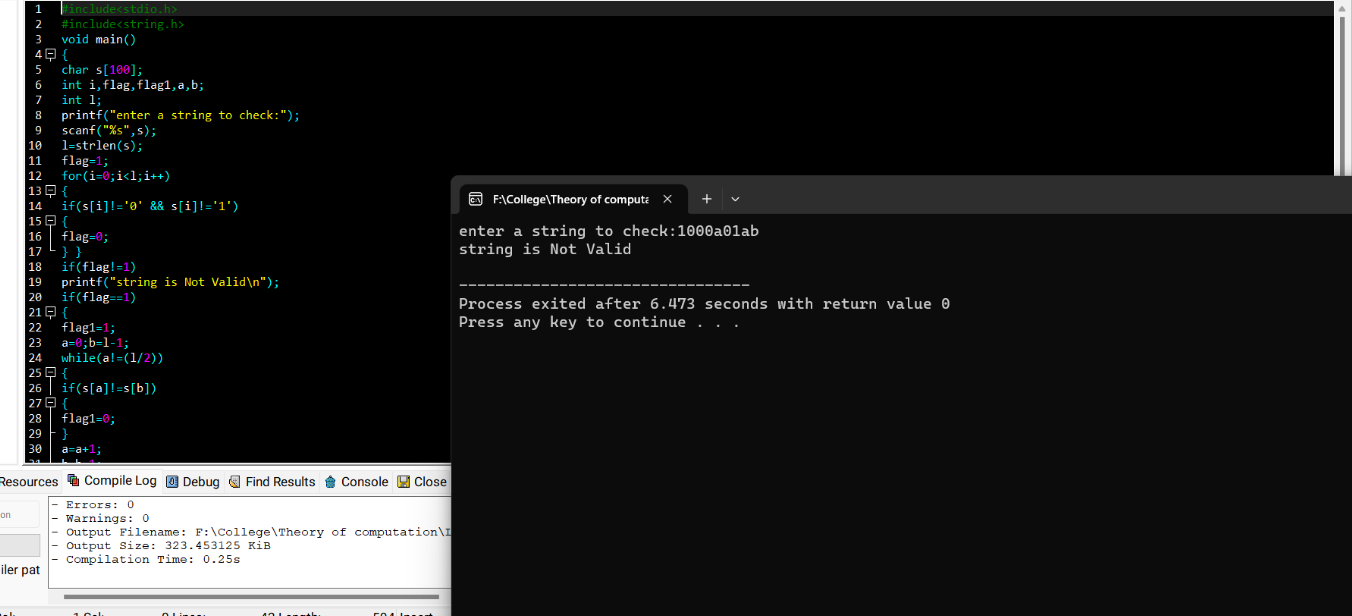 1 #include<stdio.h>
2 #include<string.h>
3 void main()
4 {
5 char s[100];
6 int i,flag,flag1,a,b;
7 int l;
8 printf("enter a string to check:");
9 scanf("%s",s);
10 l=strlen(s);
11 flag=1;
12 for(i=0;i<l;i++)
13 {
14 if(s[i]!='0' && s[i]!='1')
15 {
16 flag=0;
17 } }
18 if(flag!=1)
19 printf("string is Not Valid\n");
20 if(flag==1)
21 {
22 flag1=1;
23 a=0;b=l-1;
24 while(a!=(l/2))
25 {
26 if(s[a]!=s[b])
27 {
28 flag1=0;
29 }
30 a=a+1;
F:\College\Theory of computa
enter a string to check:1000a01ab
string is Not Valid
--------------------------------
Process exited after 6.473 seconds with return value 0
Press any key to continue . . .
Resources Compile Log Debug Find Results Console Close
on
iler pat
- Errors: 0
- Warnings: 0
- Output Filename: F:\College\Theory of computation\
- Output Size: 323.453125 KiB
- Compilation Time: 0.25s